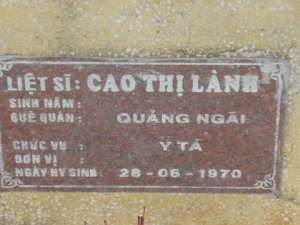 LIỆT SĨ: CAO THỊ LÀNH
SINH NĂM:
QUÊ QUÁN: QUẢNG NGÃI
CHỨC VỤ : Y TÁ
ĐƠN VỊ :
NGÀY HY SINH: 28-06-1970